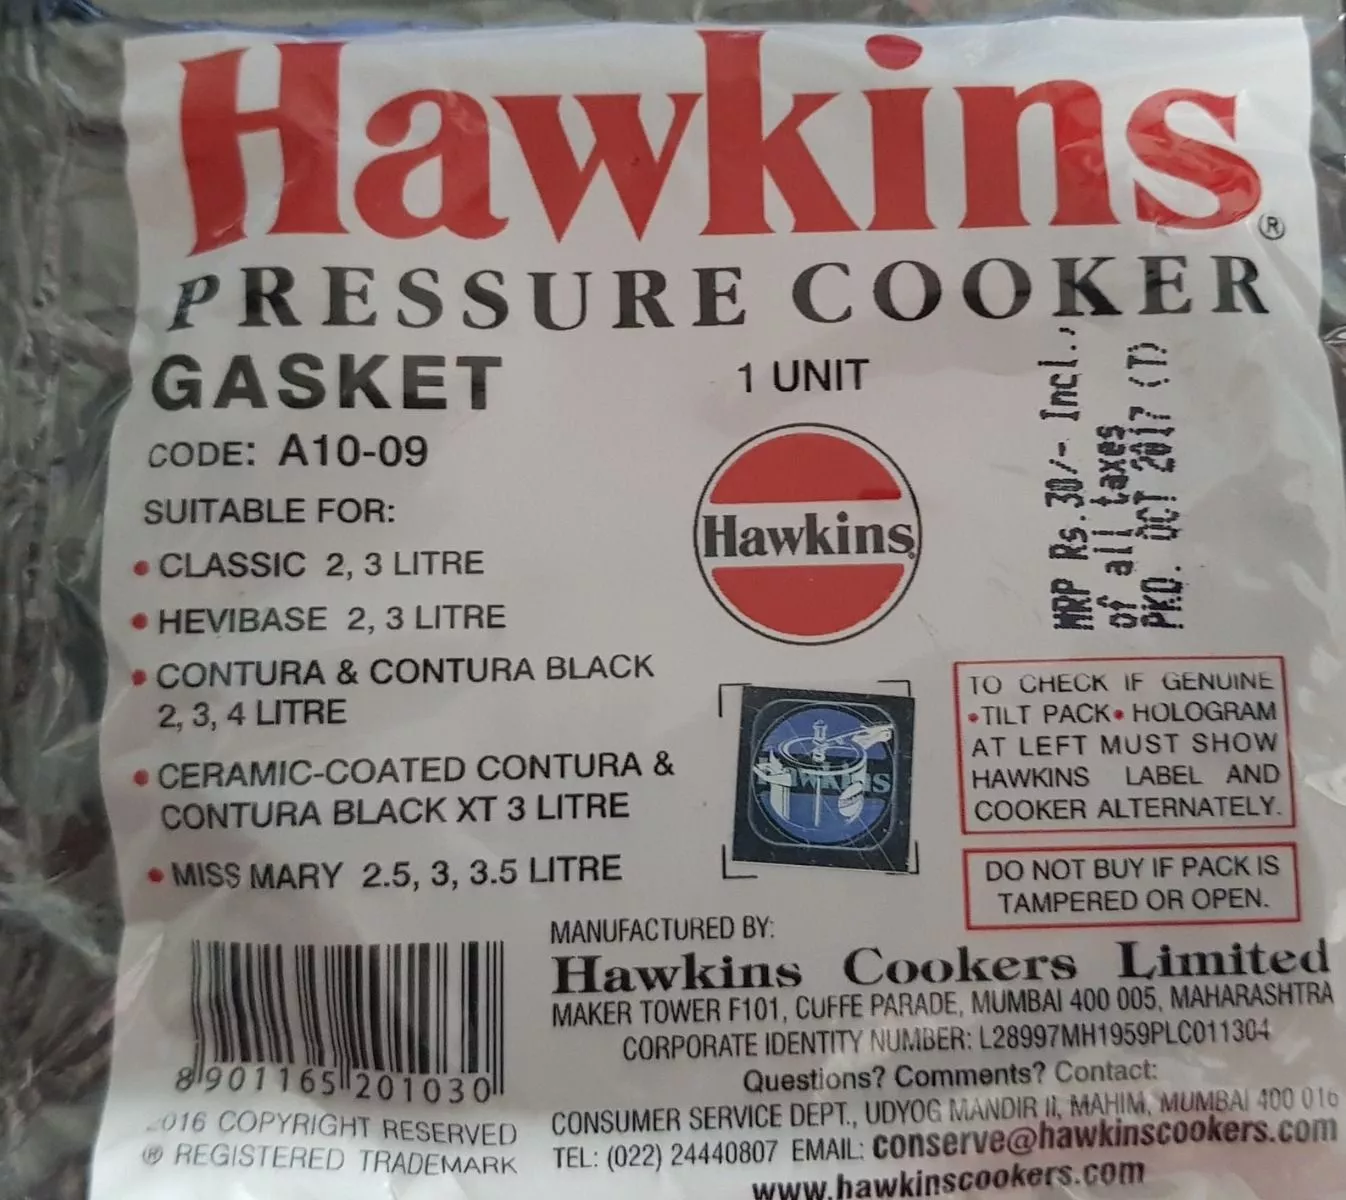 Hawkins®
PRESSURE COOKER
GASKET
1 UNIT
CODE: A10-09
SUITABLE FOR:
• CLASSIC 2, 3 LITRE
• HEVIBASE 2, 3 LITRE
• CONTURA & CONTURA BLACK
2, 3, 4 LITRE
• CERAMIC-COATED CONTURA &
CONTURA BLACK XT 3 LITRE
• MISS MARY 2.5, 3, 3.5 LITRE
Hawkins
MRP Rs.30/- Incl.,
of all taxes
PKD. OCT 2017 (T)
Hawkins
TO CHECK IF GENUINE
•TILT PACK• HOLOGRAM
AT LEFT MUST SHOW
HAWKINS LABEL AND
COOKER ALTERNATELY.
DO NOT BUY IF PACK IS
TAMPERED OR OPEN.
8 901165 201030
2016 COPYRIGHT RESERVED
® REGISTERED TRADEMARK
MANUFACTURED BY:
Hawkins Cookers Limited
MAKER TOWER F101, CUFFE PARADE, MUMBAI 400 005, MAHARASHTRA
CORPORATE IDENTITY NUMBER: L28997MH1959PLC011304
Questions? Comments? Contact:
CONSUMER SERVICE DEPT., UDYOG MANDIR II, MAHIM, MUMBAI 400 016
TEL: (022) 24440807 EMAIL: conserve@hawkinscookers.com
www.hawkinscookers.com